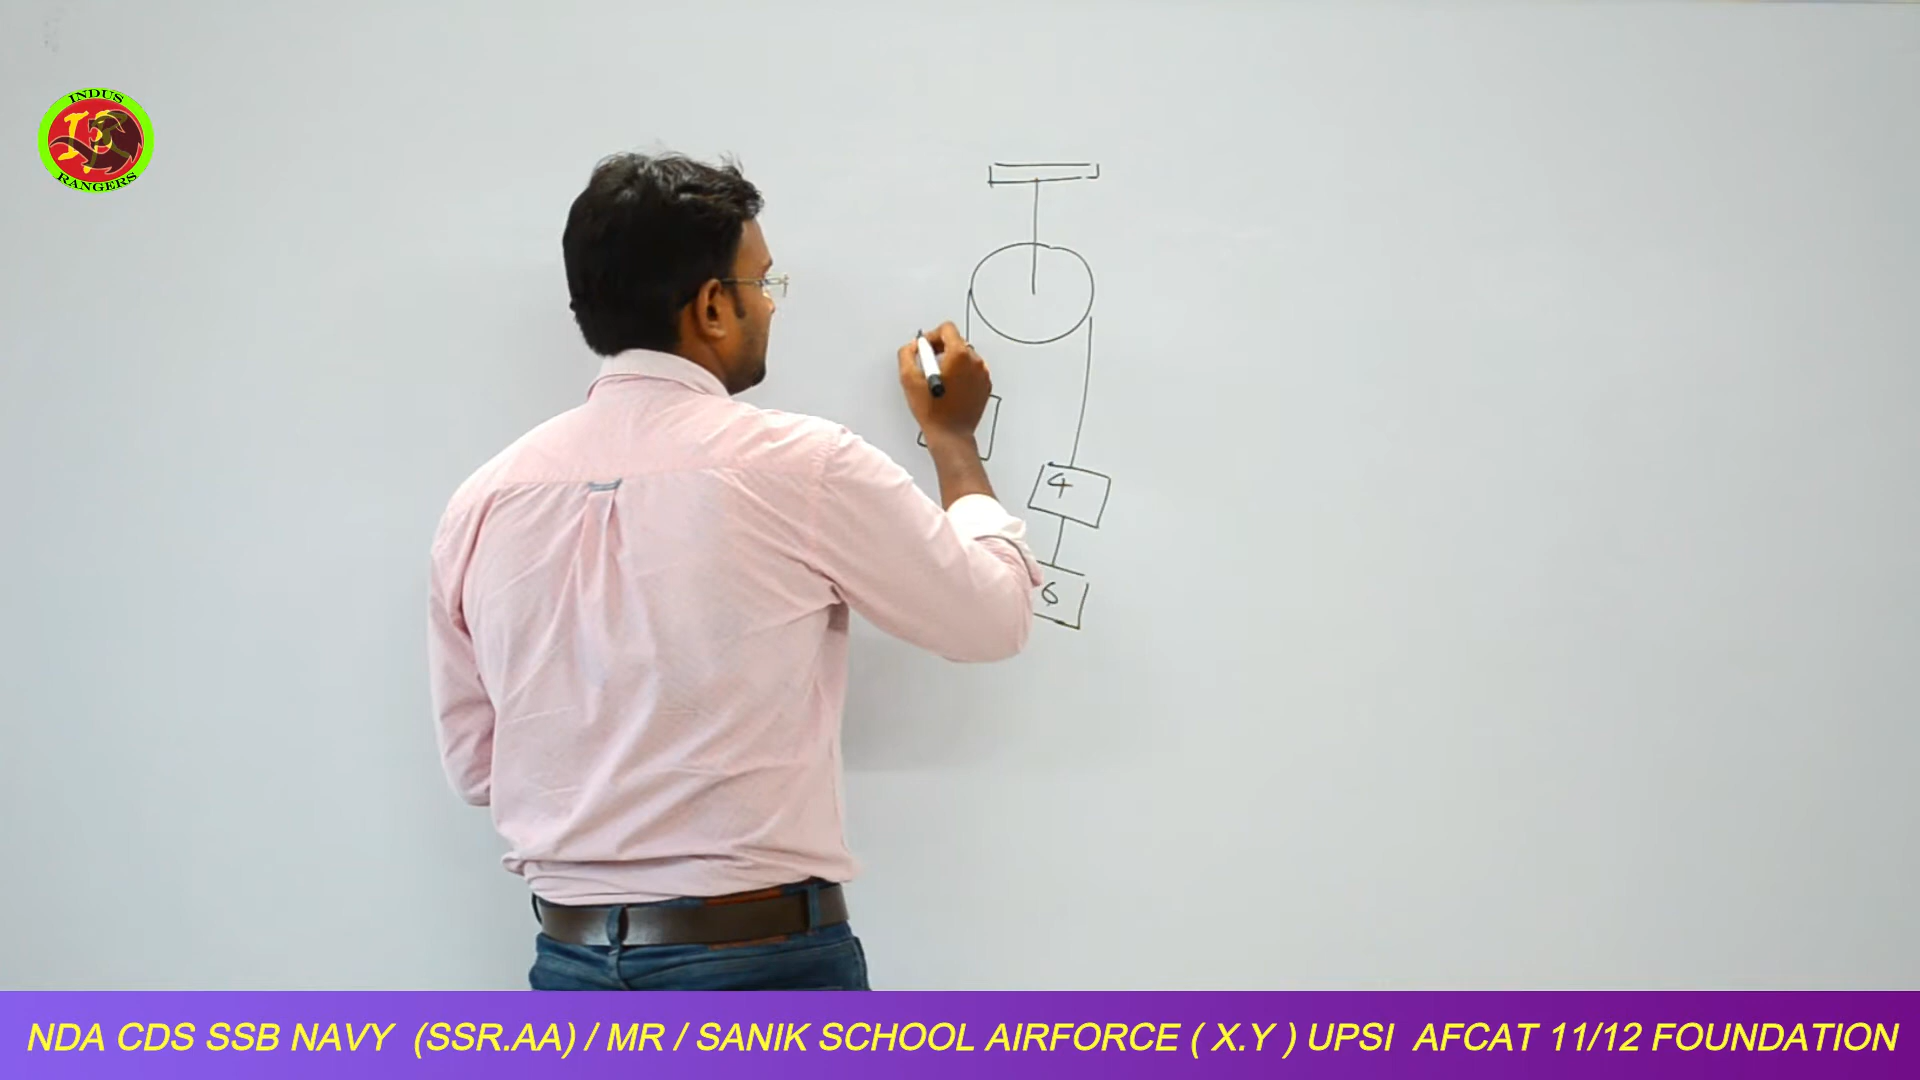 INDUS
IR
RANGERS
4
6
NDA CDS SSB NAVY (SSR.AA) / MR / SANIK SCHOOL AIRFORCE ( X.Y ) UPSI AFCAT 11/12 FOUNDATION